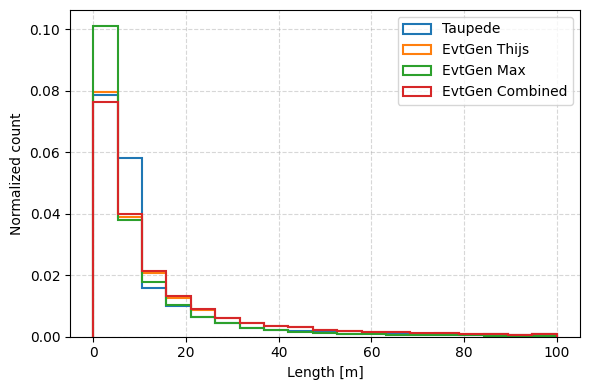 Taupede
EvtGen Thijs
EvtGen Max
EvtGen Combined
Normalized count
0.10
0.08
0.06
0.04
0.02
0.00
0 20 40 60 80 100
Length [m]